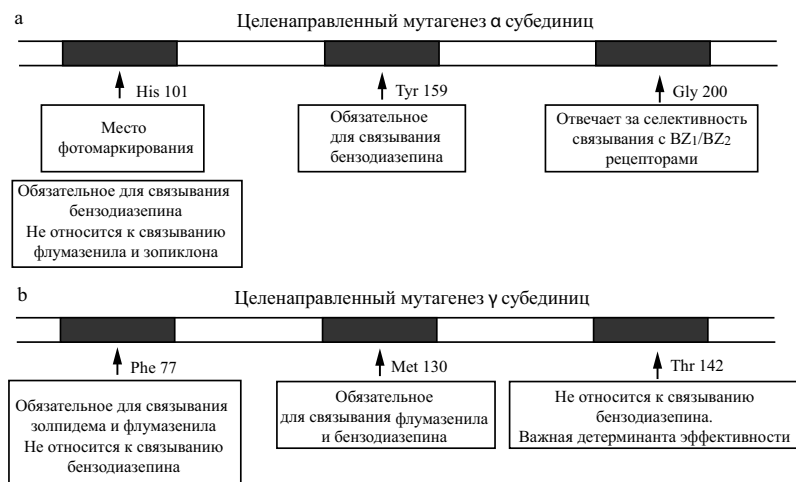 a
Целенаправленный мутагенез α субединиц
His 101
Tyr 159
Gly 200
Место
фотомаркирования
Обязательное
для связывания
бензодиазепина
Отвечает за селективность
связывания с BZ1/BZ2
рецепторами
Обязательное для связывания
бензодиазепина
Не относится к связыванию
флумазенила и зопиклона
b
Целенаправленный мутагенез γ субединиц
Phe 77
Met 130
Thr 142
Обязательное для связывания
золпидема и флумазенила
Не относится к связыванию
бензодиазепина
Обязательное
для связывания флумазенила
и бензодиазепина
Не относится к связыванию
бензодиазепина.
Важная детерминанта эффективности